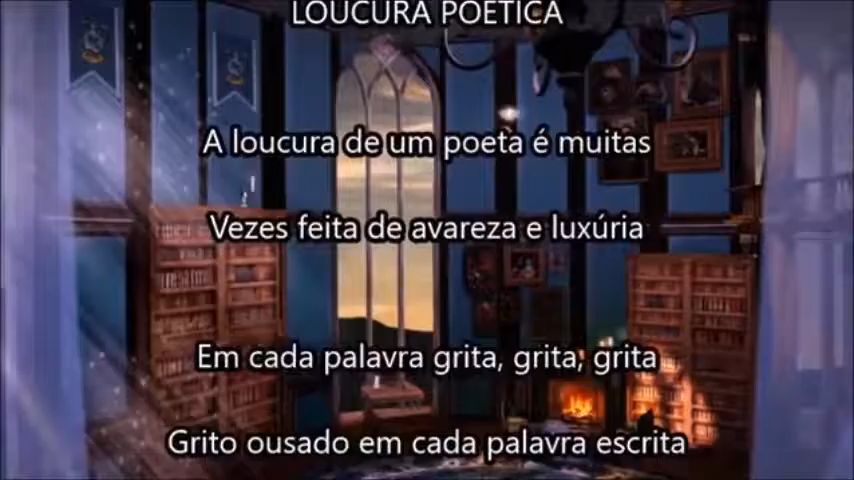 LOUCURA POÉTICA
A loucura de um poeta é muitas
Vezes feita de avareza e luxúria
Em cada palavra grita, grita, grita
Grito ousado em cada palavra escrita